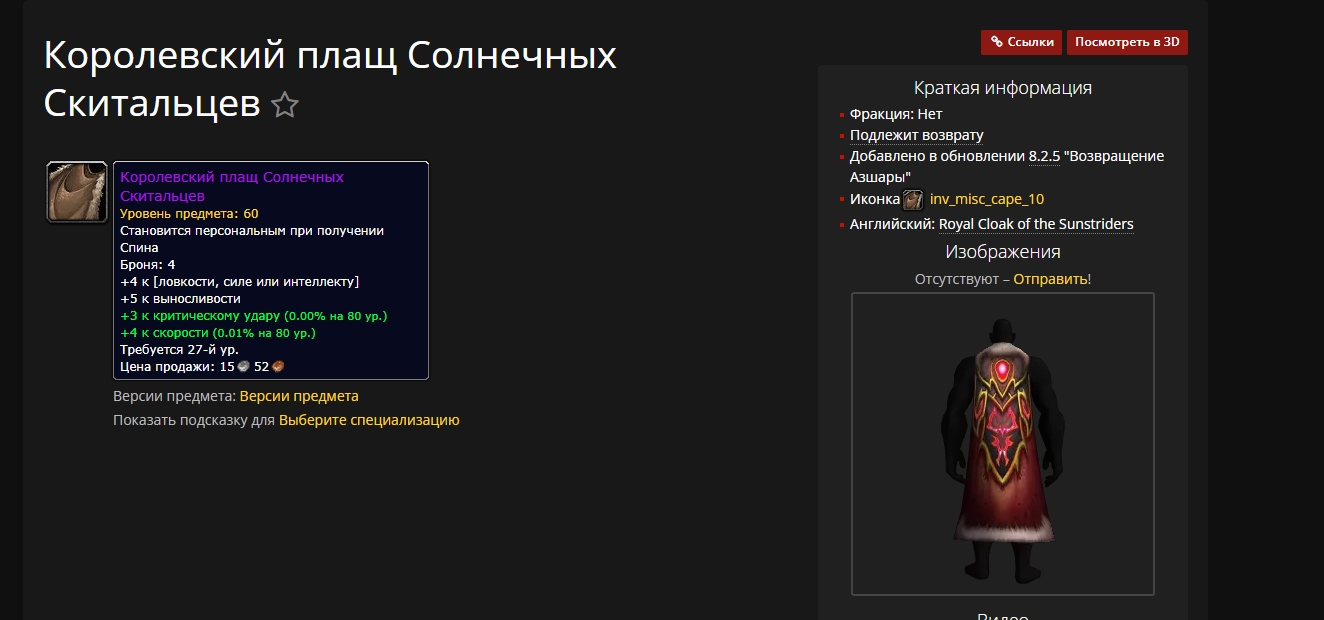 Королевский плащ Солнечных
Скитальцев
Королевский плащ Солнечных
Скитальцев
Уровень предмета: 60
Становится персональным при получении
Спина
Броня: 4
+4 к [ловкости, силе или интеллекту]
+5 к выносливости
+3 к критическому удару (0.00% на 80 ур.)
+4 к скорости (0.01% на 80 ур.)
Требуется 27-й ур.
Цена продажи: 15 52
Версии предмета: Версии предмета
Показать подсказку для Выберите специализацию
Ссылки
Посмотреть в 3D
Краткая информация
Фракция: Нет
Подлежит возврату
Добавлено в обновлении 8.2.5 "Возвращение
Азшары"
Иконка inv_misc_cape_10
Английский: Royal Cloak of the Sunstriders
Изображения
Отсутствуют – Отправить!
Видео